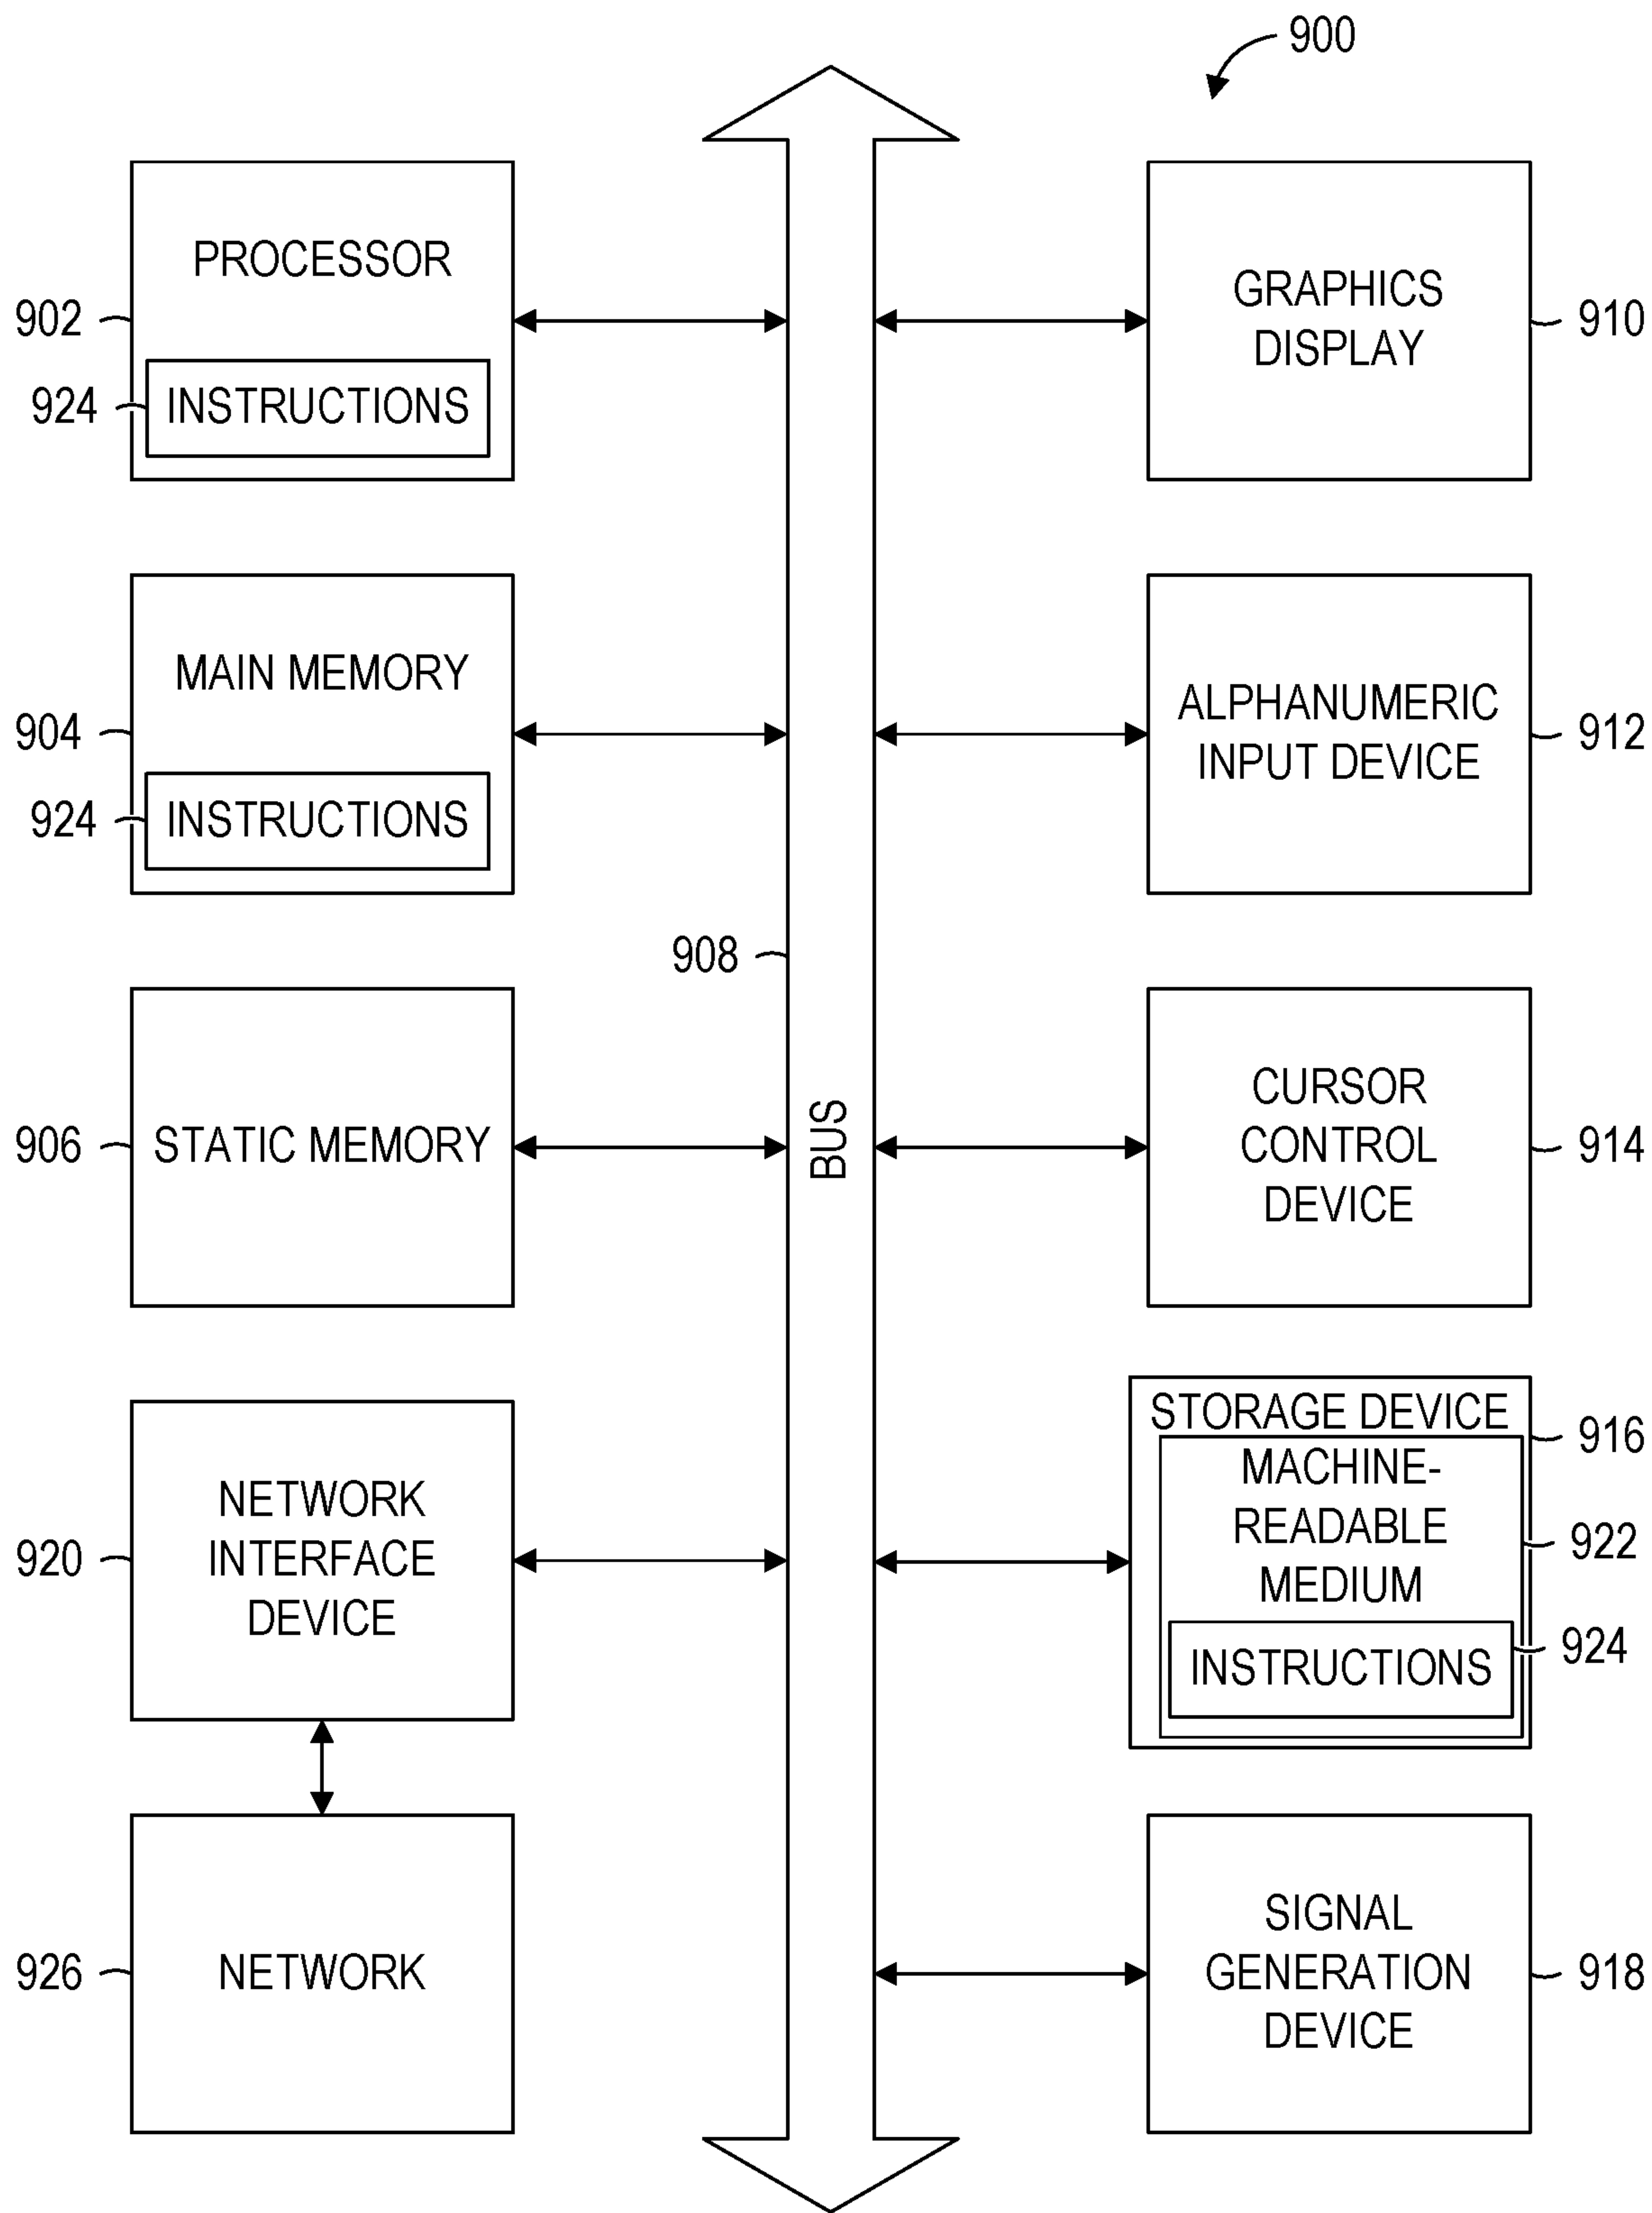 900
PROCESSOR
902
924
INSTRUCTIONS
GRAPHICS
DISPLAY
910
MAIN MEMORY
904
924
INSTRUCTIONS
ALPHANUMERIC
INPUT DEVICE
912
908
BUS
906
STATIC MEMORY
CURSOR
CONTROL
DEVICE
914
920
NETWORK
INTERFACE
DEVICE
STORAGE DEVICE
916
MACHINE-
READABLE
MEDIUM
922
INSTRUCTIONS
924
926
NETWORK
SIGNAL
GENERATION
DEVICE
918